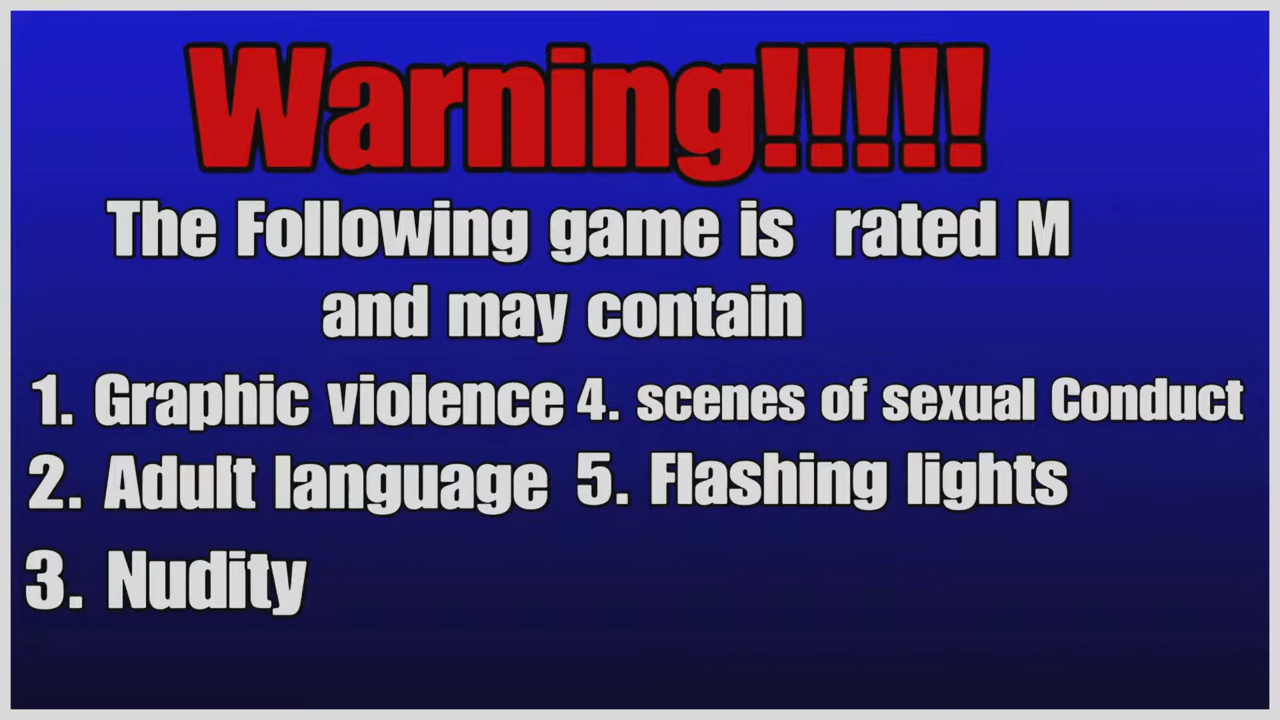 Warning!!!!!
The Following game is rated M
and may contain
1. Graphic violence
2. Adult language
3. Nudity
4. scenes of sexual Conduct
5. Flashing lights